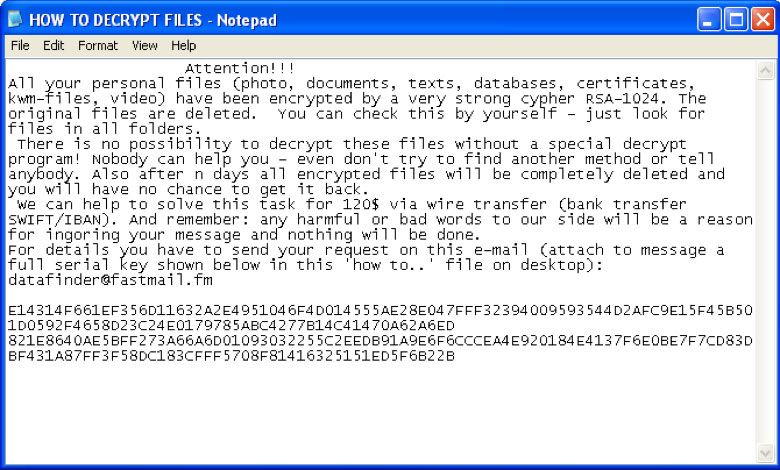 HOW TO DECRYPT FILES - Notepad
File Edit Format View Help
Attention!!!
All your personal files (photo, documents, texts, databases, certificates,
kwm-files, video) have been encrypted by a very strong cypher RSA-1024. The
original files are deleted.  You can check this by yourself - just look for
files in all folders.
 There is no possibility to decrypt these files without a special decrypt
program! Nobody can help you - even don't try to find another method or tell
anybody. Also after n days all encrypted files will be completely deleted and
you will have no chance to get it back.
 We can help to solve this task for 120$ via wire transfer (bank transfer
SWIFT/IBAN). And remember: any harmful or bad words to our side will be a reason
for ingoring your message and nothing will be done.
For details you have to send your request on this e-mail (attach to message a
full serial key shown below in this 'how to..' file on desktop):
datafinder@fastmail.fm
E14314F661EF356D11632A2E4951046F4D014555AE28E047FFF32394009593544D2AFC9E15F45B50
1D0592F4658D23C24E0179785ABC4277B14C41470A62A6ED
821E8640AE5BFF273A66A6D01093032255C2EEDB91A9E6F6CCCEA4E920184E4137F6E0BE7F7CD83D
BF431A87FF3F58DC183CFFF5708F81416325151ED5F6B22B